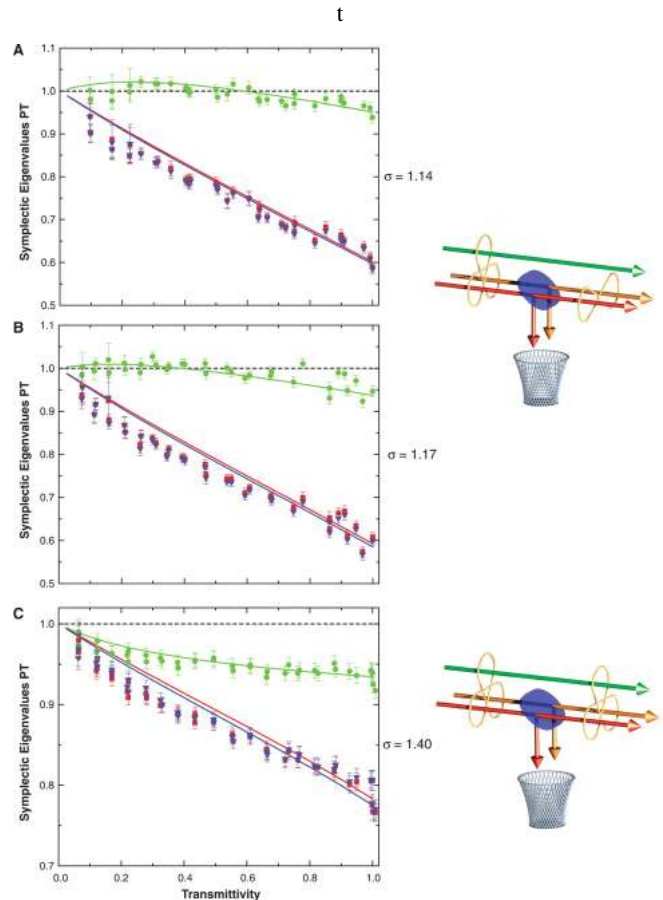 t
A
1.1
1.0
0.9
0.8
0.7
0.6
0.5
Symplectic Eigenvalues PT
σ = 1.14
B
1.1
1.0
0.9
0.8
0.7
0.6
0.5
Symplectic Eigenvalues PT
σ = 1.17
C
1.0
0.9
0.8
0.7
Symplectic Eigenvalues PT
σ = 1.40
0.0 0.2 0.4 0.6 0.8 1.0
Transmittivity